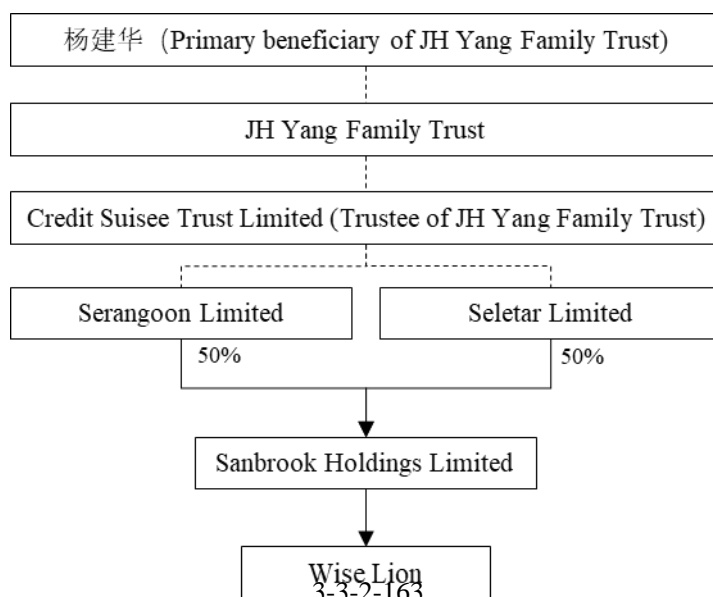 杨建华（Primary beneficiary of JH Yang Family Trust）
JH Yang Family Trust
Credit Suisee Trust Limited (Trustee of JH Yang Family Trust)
Serangoon Limited
Seletar Limited
50%
50%
Sanbrook Holdings Limited
Wise Lion
3-3-2-163